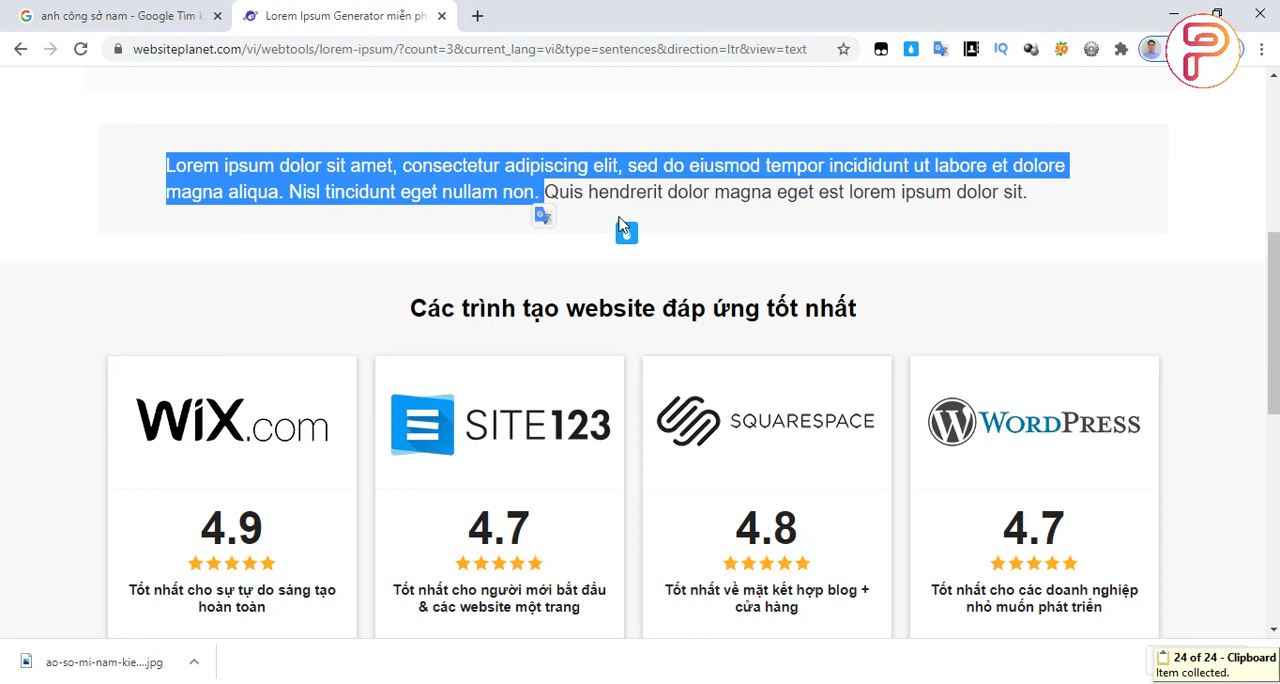 anh công sở nam - Google Tìm k
Lorem Ipsum Generator miễn ph
websiteplanet.com/vi/webtools/lorem-ipsum/?count=3&current_lang=vi&type=sentences&direction=ltr&view=text
IQ
Lorem ipsum dolor sit amet, consectetur adipiscing elit, sed do eiusmod tempor incididunt ut labore et dolore
magna aliqua. Nisl tincidunt eget nullam non. Quis hendrerit dolor magna eget est lorem ipsum dolor sit.
Các trình tạo website đáp ứng tốt nhất
WiX.com
SITE123
SQUARESPACE
WORDPRESS
4.9
4.7
4.8
4.7
Tốt nhất cho sự tự do sáng tạo
hoàn toàn
Tốt nhất cho người mới bắt đầu
& các website một trang
Tốt nhất về mặt kết hợp blog +
cửa hàng
Tốt nhất cho các doanh nghiệp
nhỏ muốn phát triển
ao-so-mi-nam-kie....jpg
24 of 24 - Clipboard
Item collected.